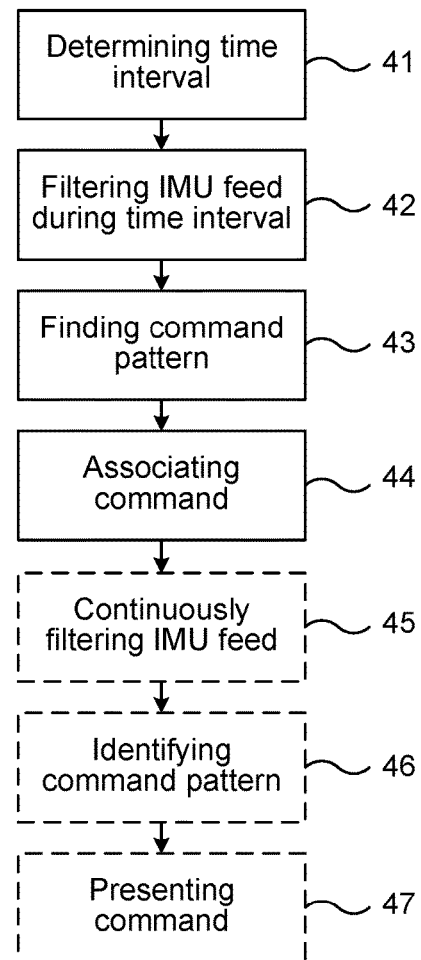 Determining time
interval
41
Filtering IMU feed
during time interval
42
Finding command
pattern
43
Associating
command
44
Continuously
filtering IMU feed
45
Identifying
command pattern
46
Presenting
command
47